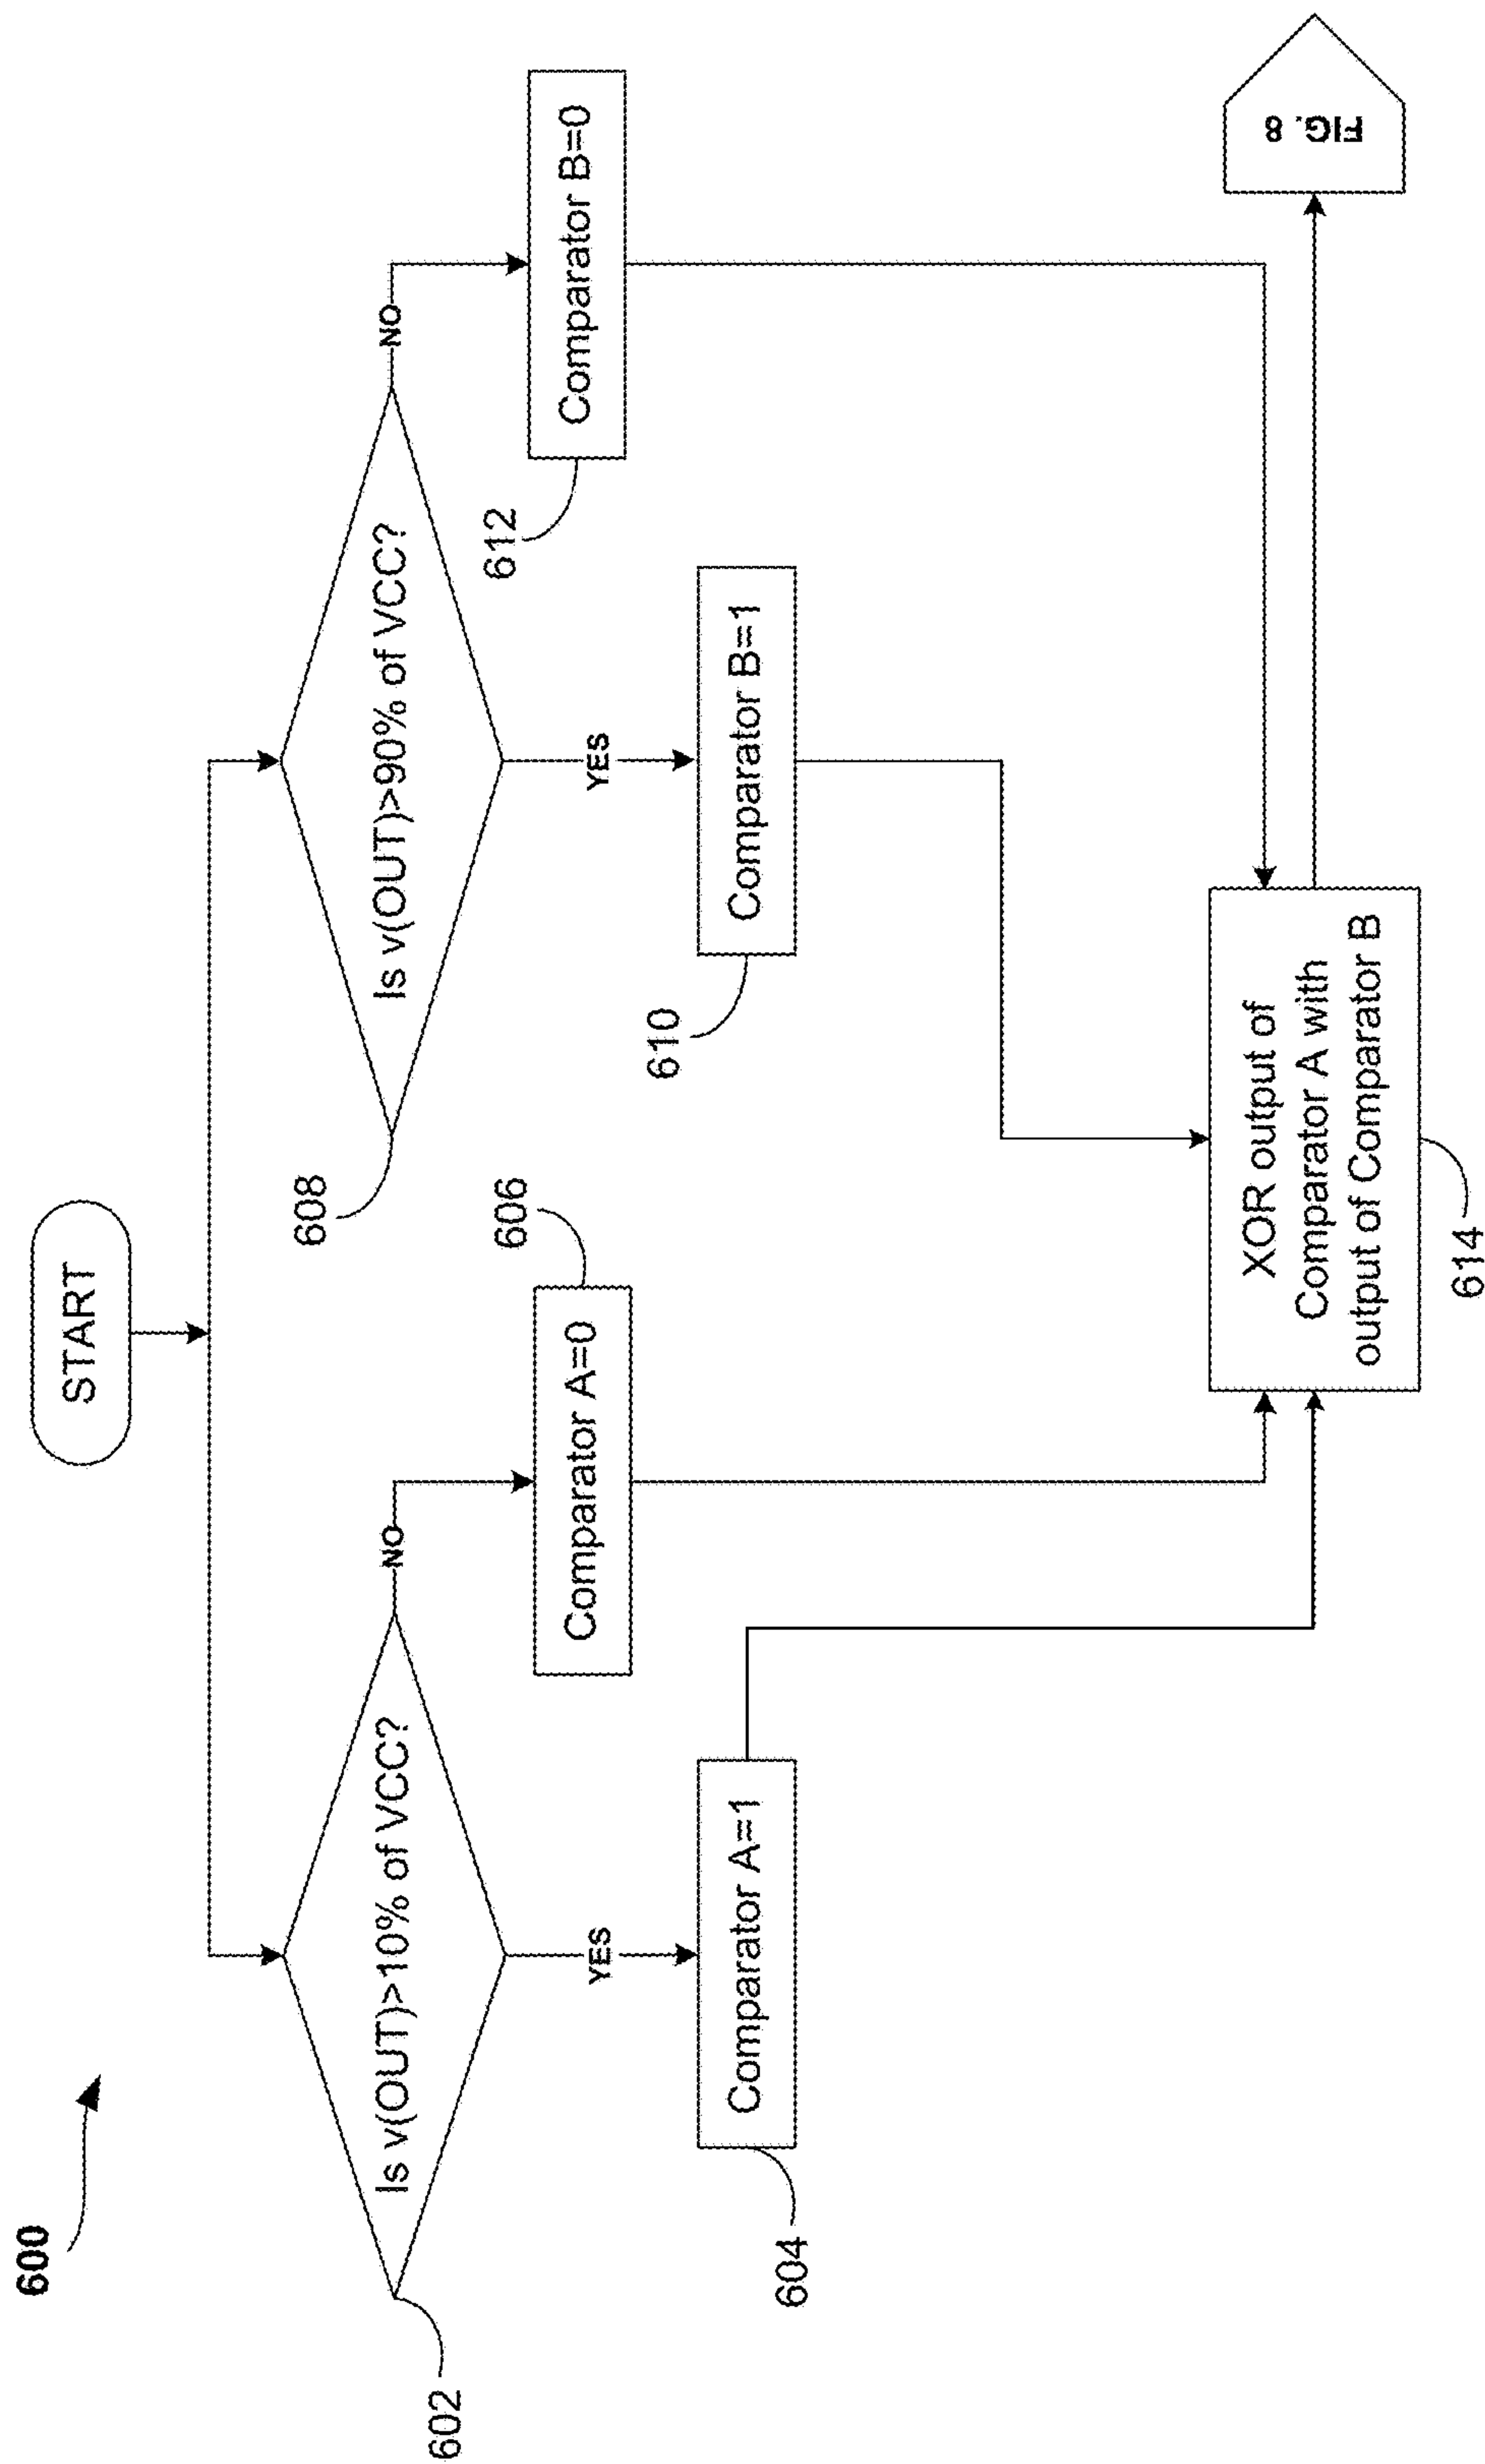 600
START
Is v(OUT)>10% of VCC?
602
NO
YES
Comparator A=0
606
Comparator A=1
604
Is v(OUT)>90% of VCC?
608
NO
YES
Comparator B=0
612
Comparator B=1
610
XOR output of
Comparator A with
output of Comparator B
614
FIG. 8